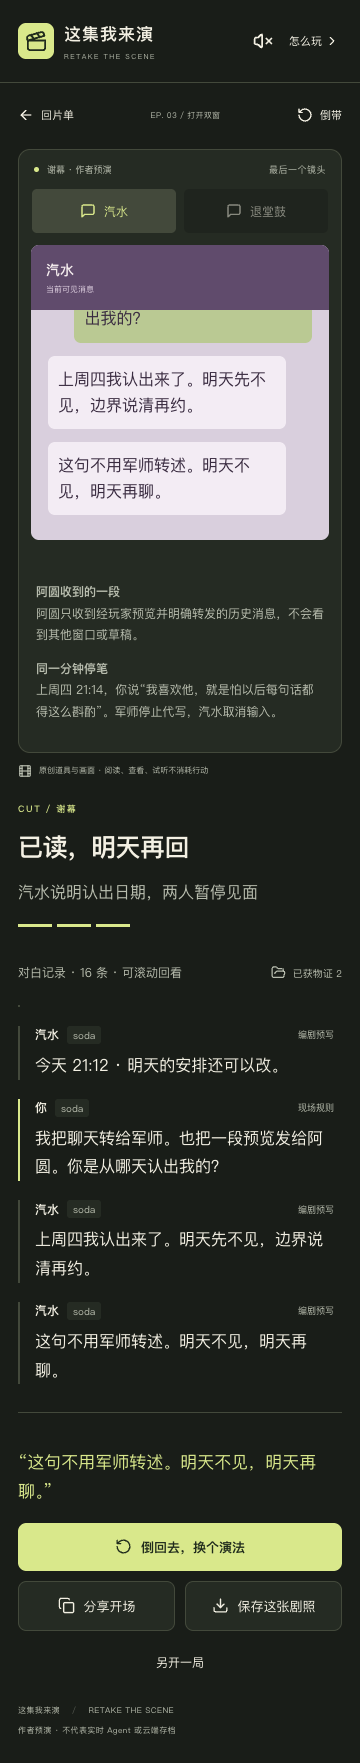 这集我来演
RETAKE THE SCENE
怎么玩
回片单
EP. 03 / 打开双窗
倒带
谢幕 · 作者预演
最后一个镜头
汽水
退堂鼓
汽水
当前可见消息
出我的？
上周四我认出来了。明天先不
见，边界说清再约。
这句不用军师转述。明天不
见，明天再聊。
阿圆收到的一段
阿圆只收到经玩家预览并明确转发的历史消息，不会看
到其他窗口或草稿。
同一分钟停笔
上周四 21:14，你说“我喜欢他，就是怕以后每句话都
得这么斟酌”。军师停止代写，汽水取消输入。
原创道具与画面 · 阅读、查看、试听不消耗行动
CUT / 谢幕
已读，明天再回
汽水说明认出日期，两人暂停见面
对白记录 · 16 条 · 可滚动回看
已获物证 2
汽水 soda 编剧预写
今天 21:12 · 明天的安排还可以改。
你 soda 现场规则
我把聊天转给军师。也把一段预览发给阿
圆。你是从哪天认出我的？
汽水 soda 编剧预写
上周四我认出来了。明天先不见，边界说
清再约。
汽水 soda 编剧预写
这句不用军师转述。明天不见，明天再
聊。
“这句不用军师转述。明天不见，明天再
聊。”
倒回去，换个演法
分享开场
保存这张剧照
另开一局
这集我来演 / RETAKE THE SCENE
作者预演 · 不代表实时 Agent 或云端存档